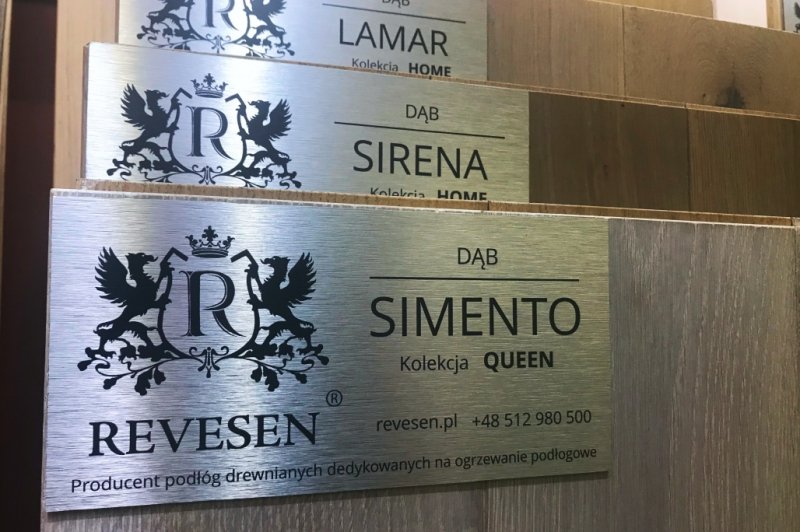 DĄB
LAMAR
Kolekcja HOME
R
DĄB
SIRENA
Kolekcja HOME
R
DĄB
SIMENTO
Kolekcja QUEEN
R
REVESEN®
revesen.pl +48 512 980 500
Producent podłóg drewnianych dedykowanych na ogrzewanie podłogowe